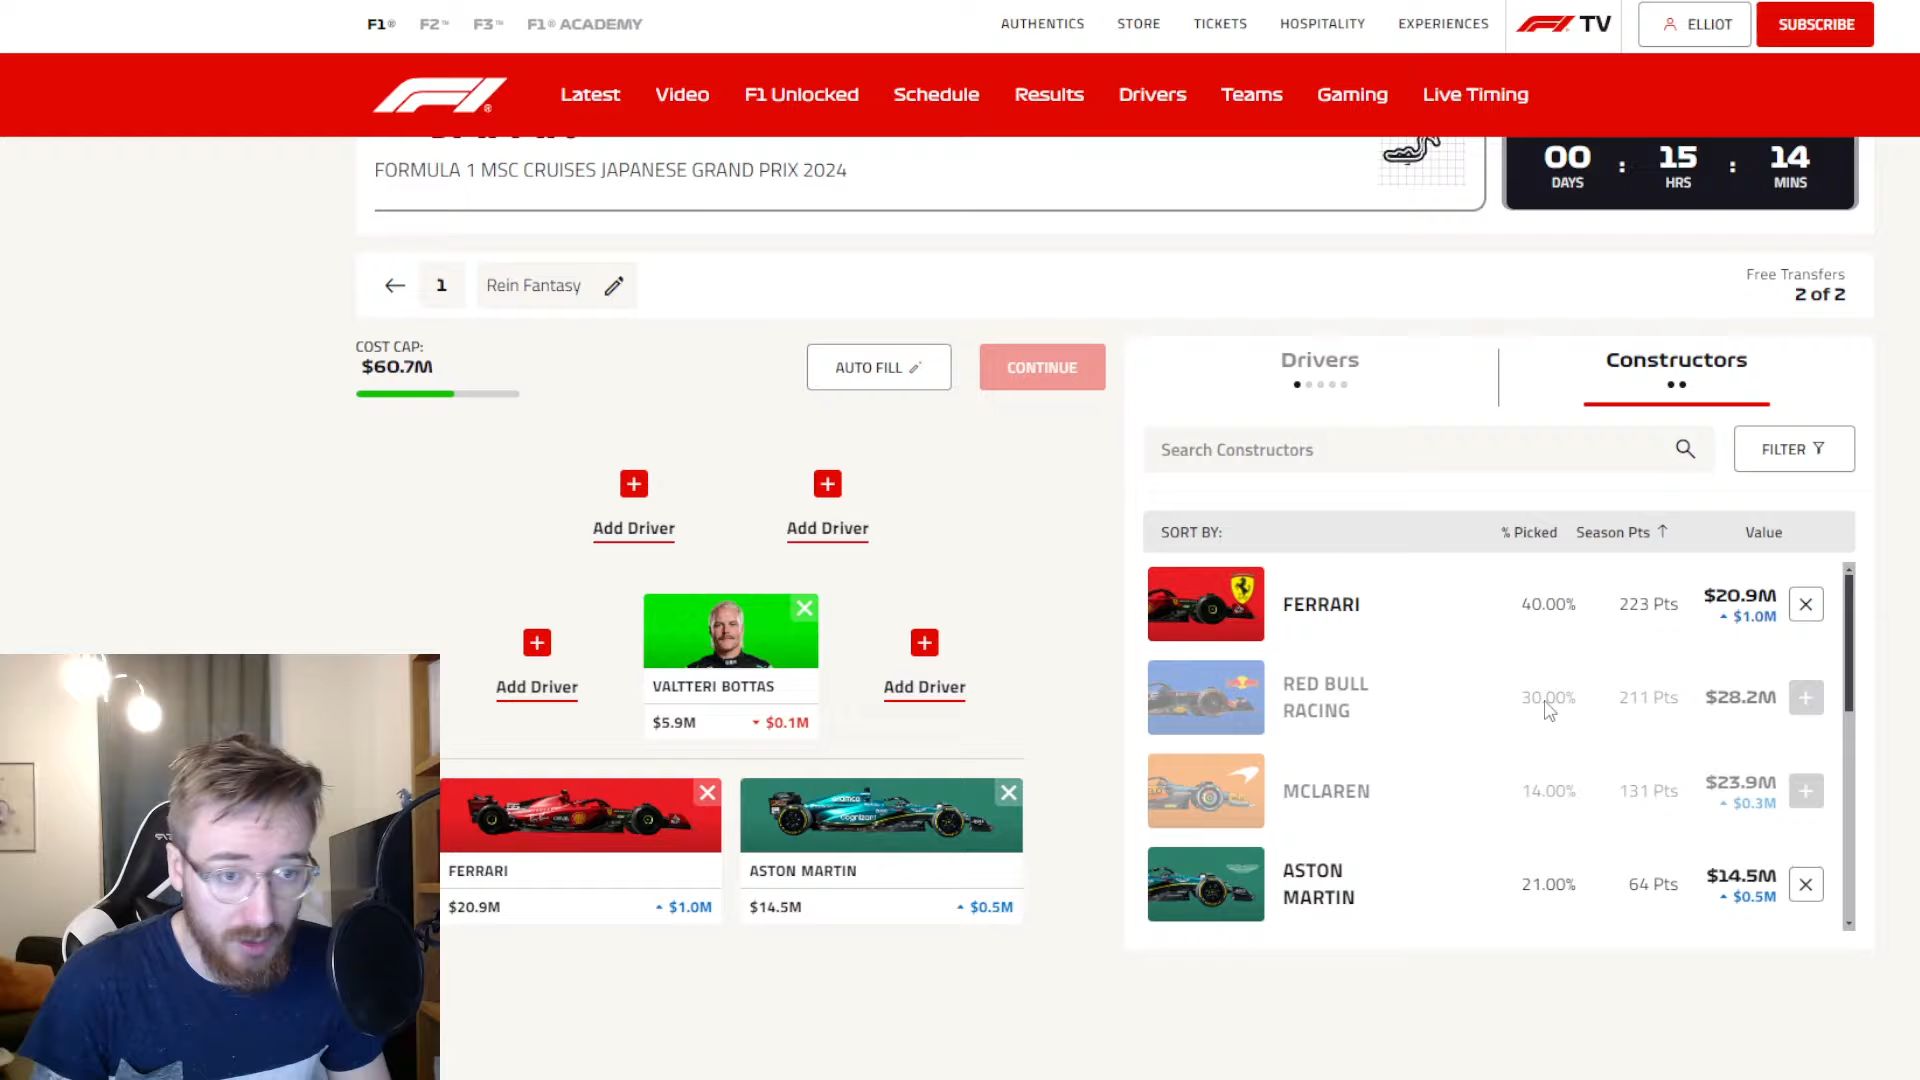 F1® F2™ F3™ F1® ACADEMY AUTHENTICS STORE TICKETS HOSPITALITY EXPERIENCES F1 TV ELLIOT SUBSCRIBE
F1® Latest Video F1 Unlocked Schedule Results Drivers Teams Gaming Live Timing
FORMULA 1 MSC CRUISES JAPANESE GRAND PRIX 2024
00 : 15 : 14
DAYS HRS MINS
1 Rein Fantasy
Free Transfers
2 of 2
COST CAP:
$60.7M
AUTO FILL CONTINUE
Drivers Constructors
Search Constructors FILTER
Add Driver Add Driver
SORT BY: % Picked Season Pts Value
FERRARI 40.00% 223 Pts $20.9M
$1.0M
RED BULL
RACING 30.00% 211 Pts $28.2M
MCLAREN 14.00% 131 Pts $23.9M
$0.3M
ASTON
MARTIN 21.00% 64 Pts $14.5M
$0.5M
Add Driver Add Driver
VALTTERI BOTTAS
$5.9M $0.1M
FERRARI
$20.9M $1.0M
aramco
Cognizant
ASTON MARTIN
$14.5M $0.5M